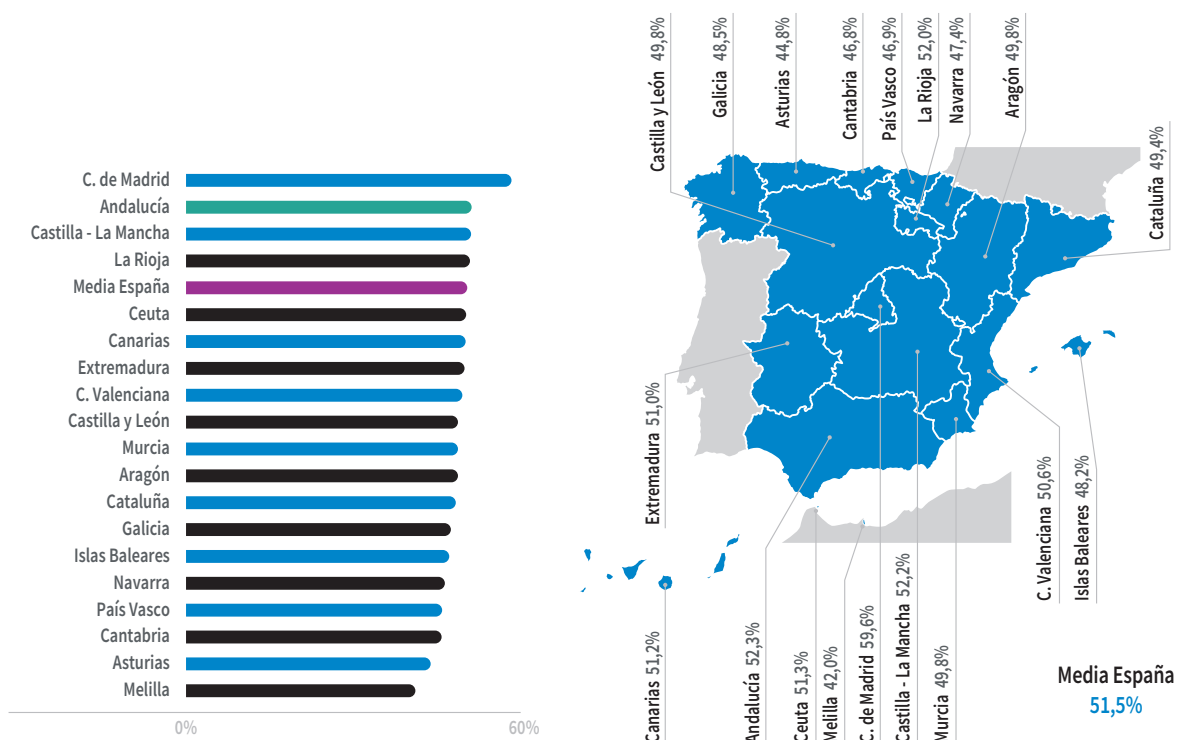 C. de Madrid
Andalucía
Castilla - La Mancha
La Rioja
Media España
Ceuta
Canarias
Extremadura
C. Valenciana
Castilla y León
Murcia
Aragón
Cataluña
Galicia
Islas Baleares
Navarra
País Vasco
Cantabria
Asturias
Melilla
0%
60%
Castilla y León 49,8%
Galicia 48,5%
Asturias 44,8%
Cantabria 46,8%
País Vasco 46,9%
La Rioja 52,0%
Navarra 47,4%
Aragón 49,8%
Cataluña 49,4%
Extremadura 51,0%
C. Valenciana 50,6%
Islas Baleares 48,2%
Canarias 51,2%
Andalucía 52,3%
Ceuta 51,3%
Melilla 42,0%
C. de Madrid 59,6%
Castilla - La Mancha 52,2%
Murcia 49,8%
Media España
51,5%